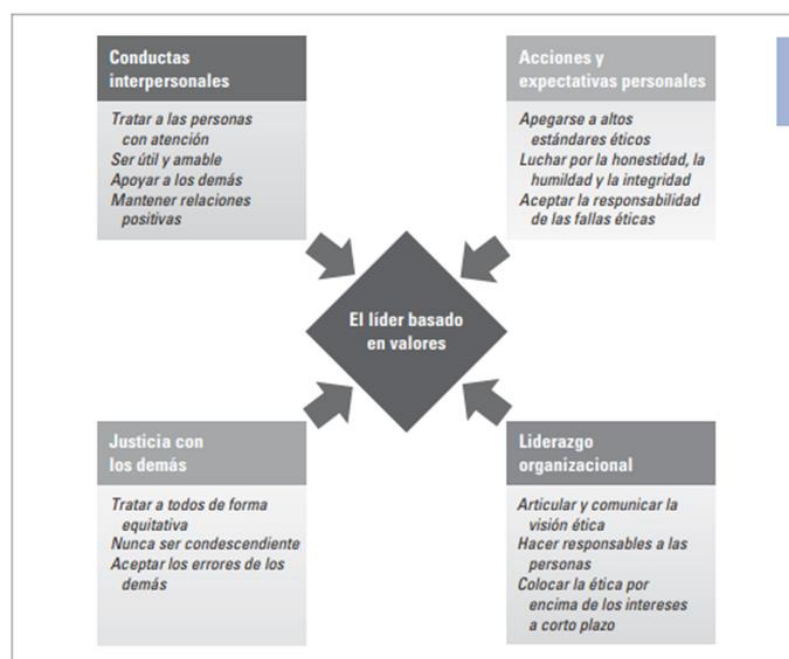 Conductas
interpersonales
Tratar a las personas
con atención
Ser útil y amable
Apoyar a los demás
Mantener relaciones
positivas
Acciones y
expectativas personales
Apegarse a altos
estándares éticos
Luchar por la honestidad, la
humildad y la integridad
Aceptar la responsabilidad
de las fallas éticas
El líder basado
en valores
Justicia con
los demás
Tratar a todos de forma
equitativa
Nunca ser condescendiente
Aceptar los errores de los
demás
Liderazgo
organizacional
Articular y comunicar la
visión ética
Hacer responsables a las
personas
Colocar la ética por
encima de los intereses
a corto plazo